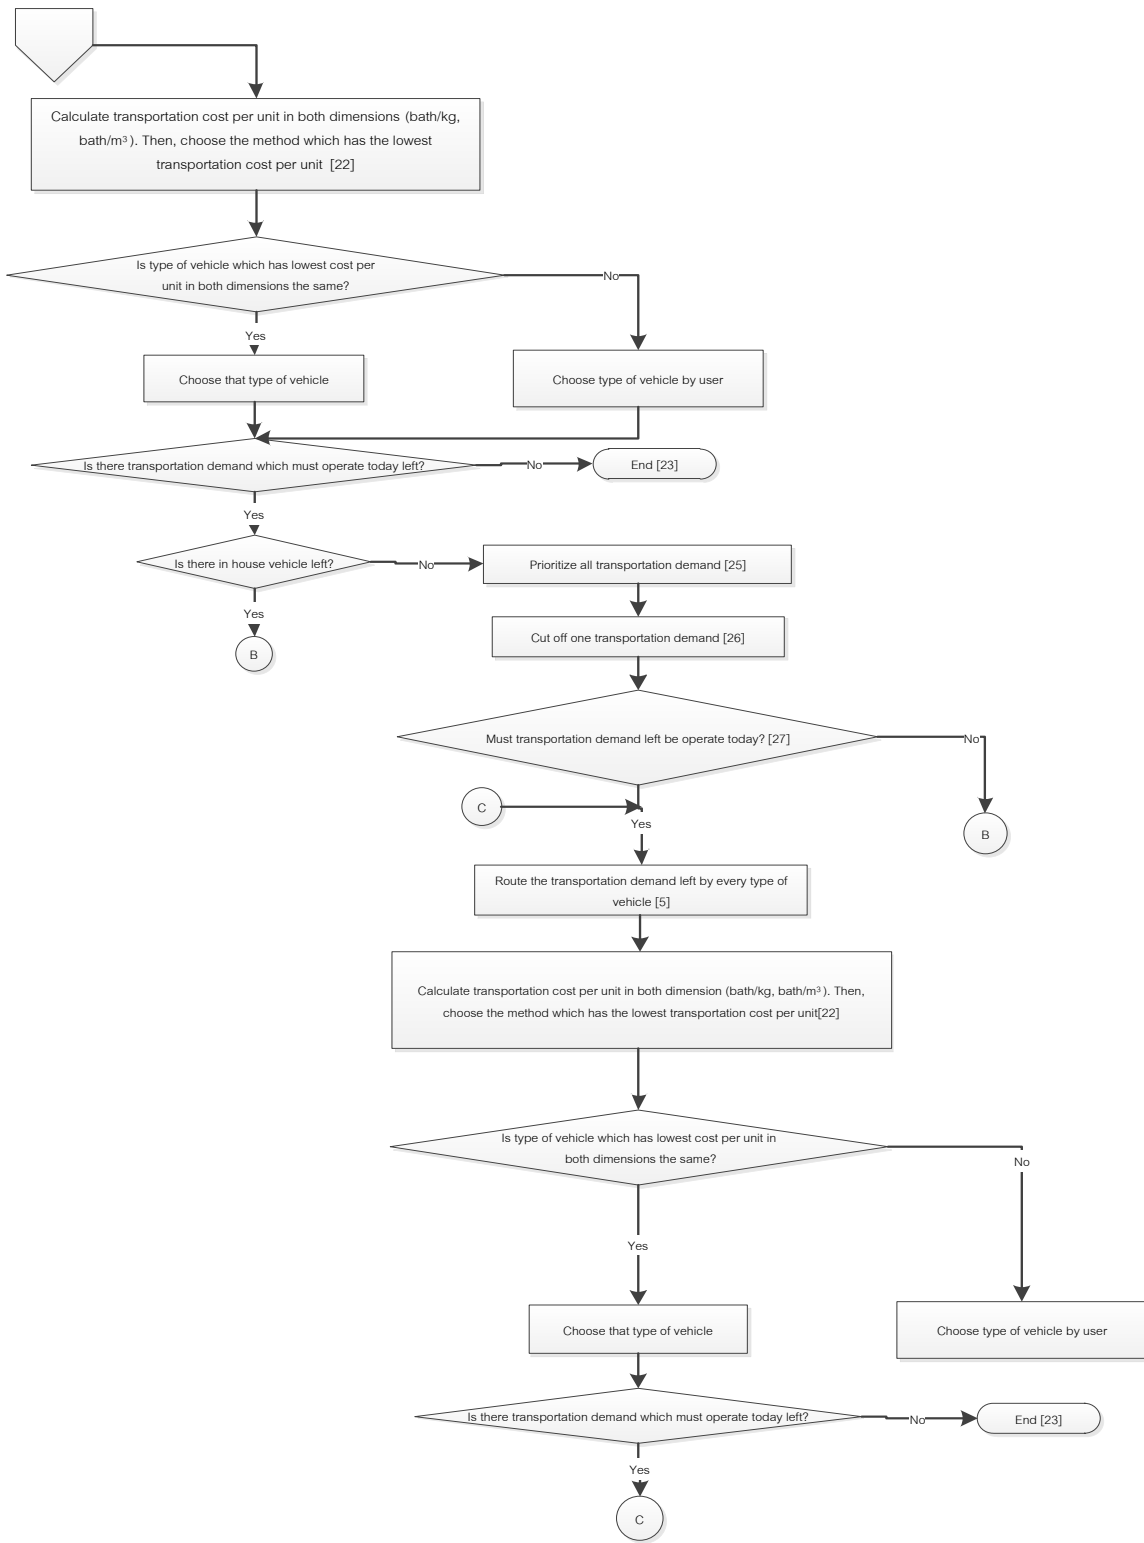 Calculate transportation cost per unit in both dimensions (bath/kg,
bath/m³). Then, choose the method which has the lowest
transportation cost per unit [22]
Is type of vehicle which has lowest cost per
unit in both dimensions the same?
No
Yes
Choose that type of vehicle
Choose type of vehicle by user
Is there transportation demand which must operate today left?
No
End [23]
Yes
Is there in house vehicle left?
No
Prioritize all transportation demand [25]
Yes
B
Cut off one transportation demand [26]
Must transportation demand left be operate today? [27]
No
B
C
Yes
Route the transportation demand left by every type of
vehicle [5]
Calculate transportation cost per unit in both dimension (bath/kg, bath/m³). Then,
choose the method which has the lowest transportation cost per unit[22]
Is type of vehicle which has lowest cost per unit in
both dimensions the same?
No
Yes
Choose that type of vehicle
Choose type of vehicle by user
Is there transportation demand which must operate today left?
No
End [23]
Yes
C